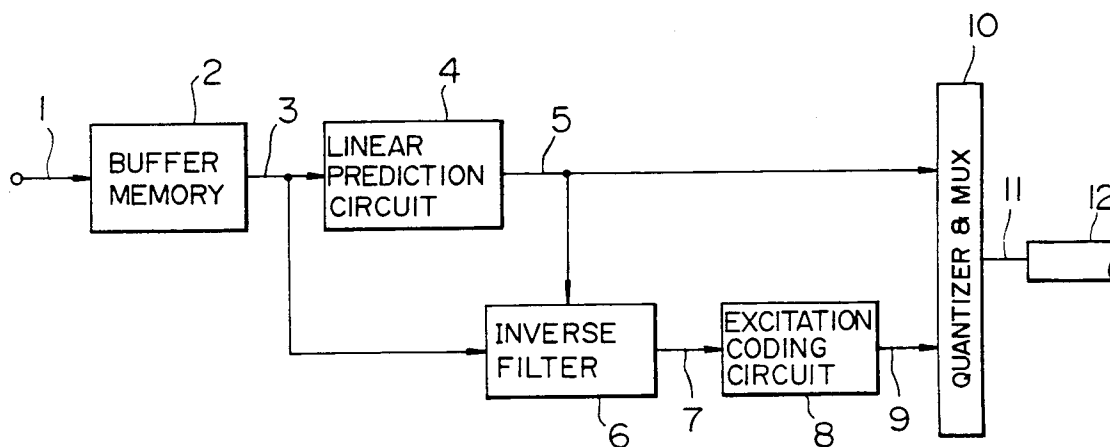 10
2
4
1
3
5
BUFFER
MEMORY
LINEAR
PREDICTION
CIRCUIT
QUANTIZER & MUX
11
12
INVERSE
FILTER
EXCITATION
CODING
CIRCUIT
6
7
8
9